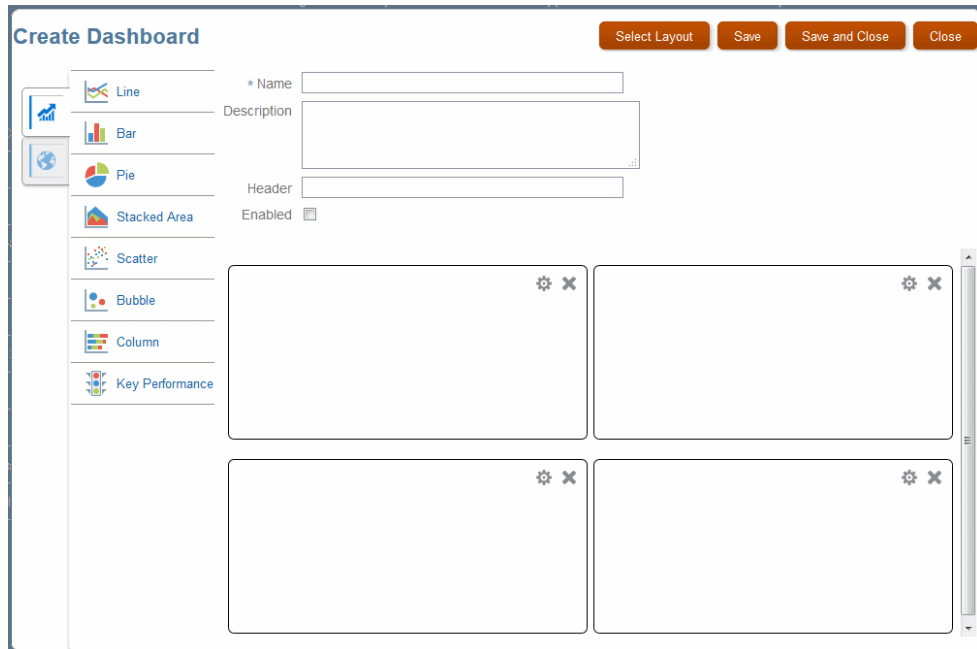 Create Dashboard
Select Layout
Save
Save and Close
Close
Line
Bar
Pie
Stacked Area
Scatter
Bubble
Column
Key Performance
* Name
Description
Header
Enabled